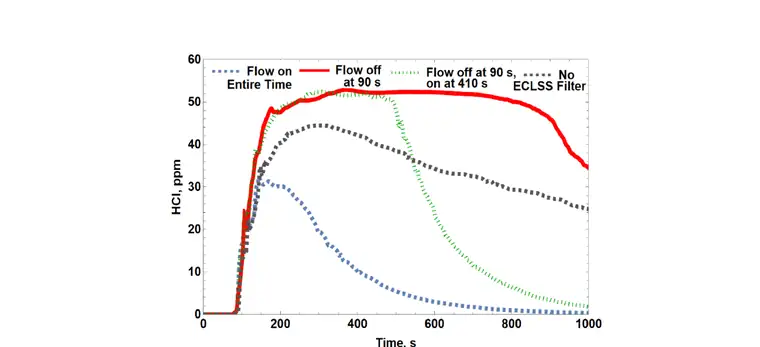 60
Flow on
Entire Time
Flow off
at 90 s
Flow off at 90 s,
on at 410 s
No
ECLSS Filter
50
40
30
20
10
0
HCl, ppm
0 200 400 600 800 1000
Time, s